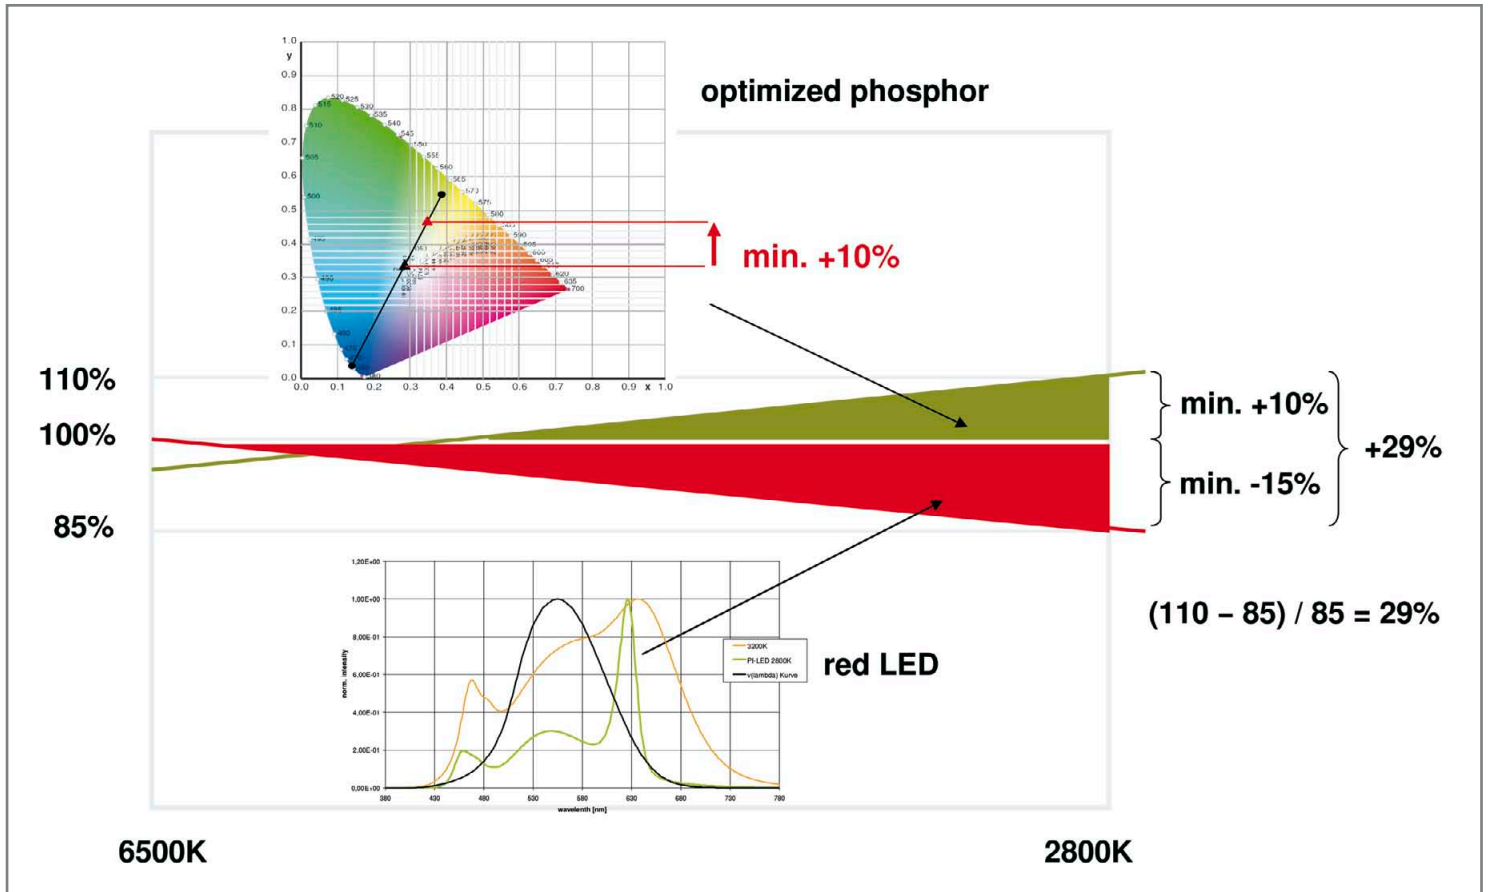 optimized phosphor
1.0
y
0.9
0.8
0.7
0.6
0.5
0.4
0.3
0.2
0.1
0.0
0.0 0.1 0.2 0.3 0.4 0.5 0.6 0.7 0.8 0.9 x 1.0
520
525
530
515
535
540
545
510
550
555
505
560
565
570
500
575
580
590
595
600
620
635
700
min. +10%
110%
100%
85%
min. +10%
min. -15%
+29%
(110 – 85) / 85 = 29%
1,20E+00
1,00E+00
8,00E-01
6,00E-01
4,00E-01
2,00E-01
0,00E+00
norm. intensity
380 430 480 530 580 630 680 730 780
wavelenth [nm]
3200K
PI-LED 2800K
v(lambda) Kurve
red LED
6500K
2800K